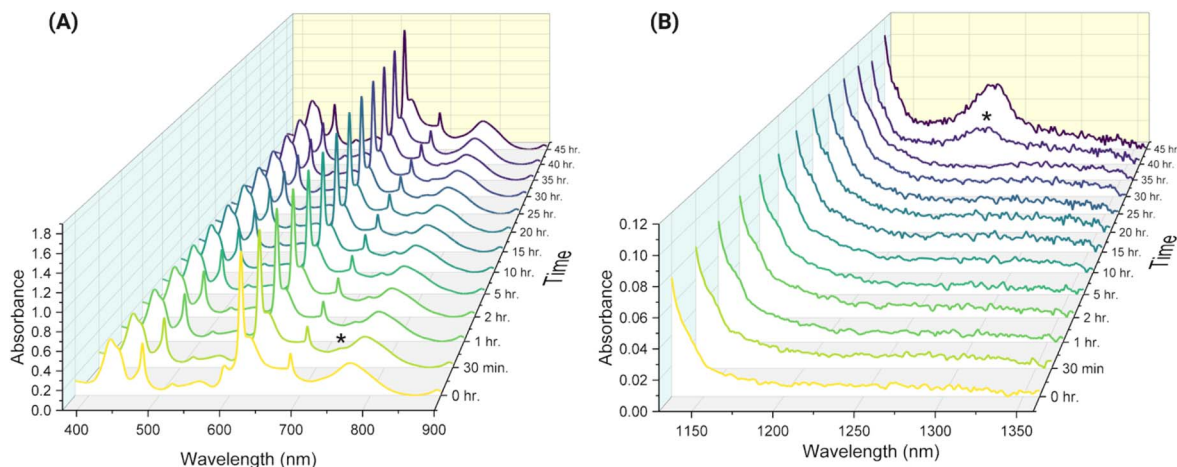 (A)
Absorbance
1.8
1.6
1.4
1.2
1.0
0.8
0.6
0.4
0.2
0.0
400 500 600 700 800 900
Wavelength (nm)
*
0 hr.
30 min.
1 hr.
2 hr.
5 hr.
10 hr.
15 hr.
20 hr.
25 hr.
30 hr.
35 hr.
40 hr.
45 hr.
Time
(B)
Absorbance
0.12
0.10
0.08
0.06
0.04
0.02
0.00
1150 1200 1250 1300 1350
Wavelength (nm)
*
0 hr.
30 min.
1 hr.
2 hr.
5 hr.
10 hr.
15 hr.
20 hr.
25 hr.
30 hr.
35 hr.
40 hr.
45 hr.
Time